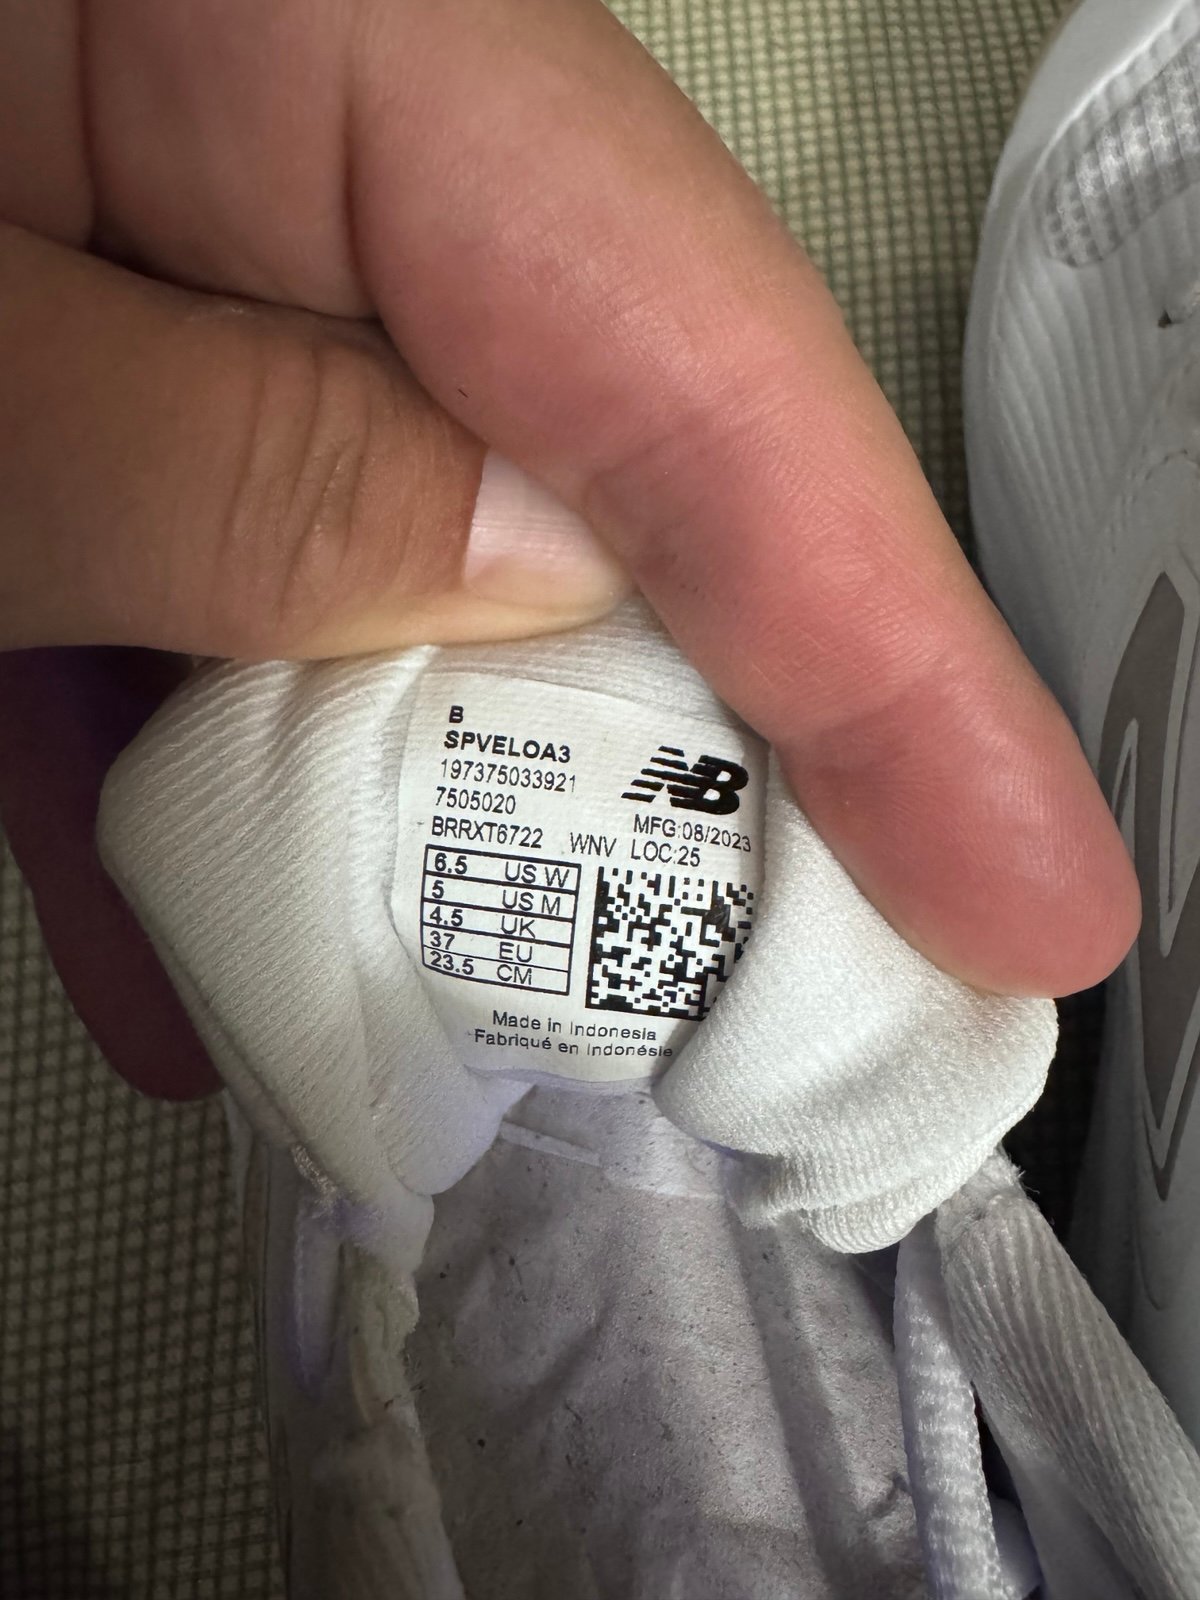 B
SPVELOA3
197375033921
7505020
BRRXT6722 WNV
NB
MFG:08/2023
LOC:25
6.5 US W
5 US M
4.5 UK
37 EU
23.5 CM
Made in Indonesia
Fabriqué en Indonésie